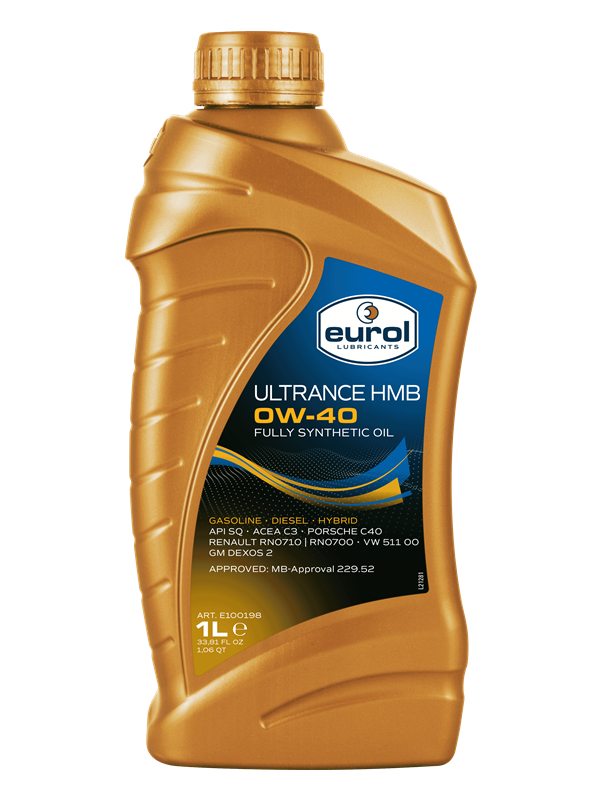 eurol
LUBRICANTS
ULTRANCE HMB
0W-40
FULLY SYNTHETIC OIL
GASOLINE · DIESEL · HYBRID
API SQ · ACEA C3 · PORSCHE C40
RENAULT RN0710 | RN0700 · VW 511 00
GM DEXOS 2
APPROVED: MB-Approval 229.52
L21281
ART. E100198
1L e
33,81 FL OZ
1,06 QT